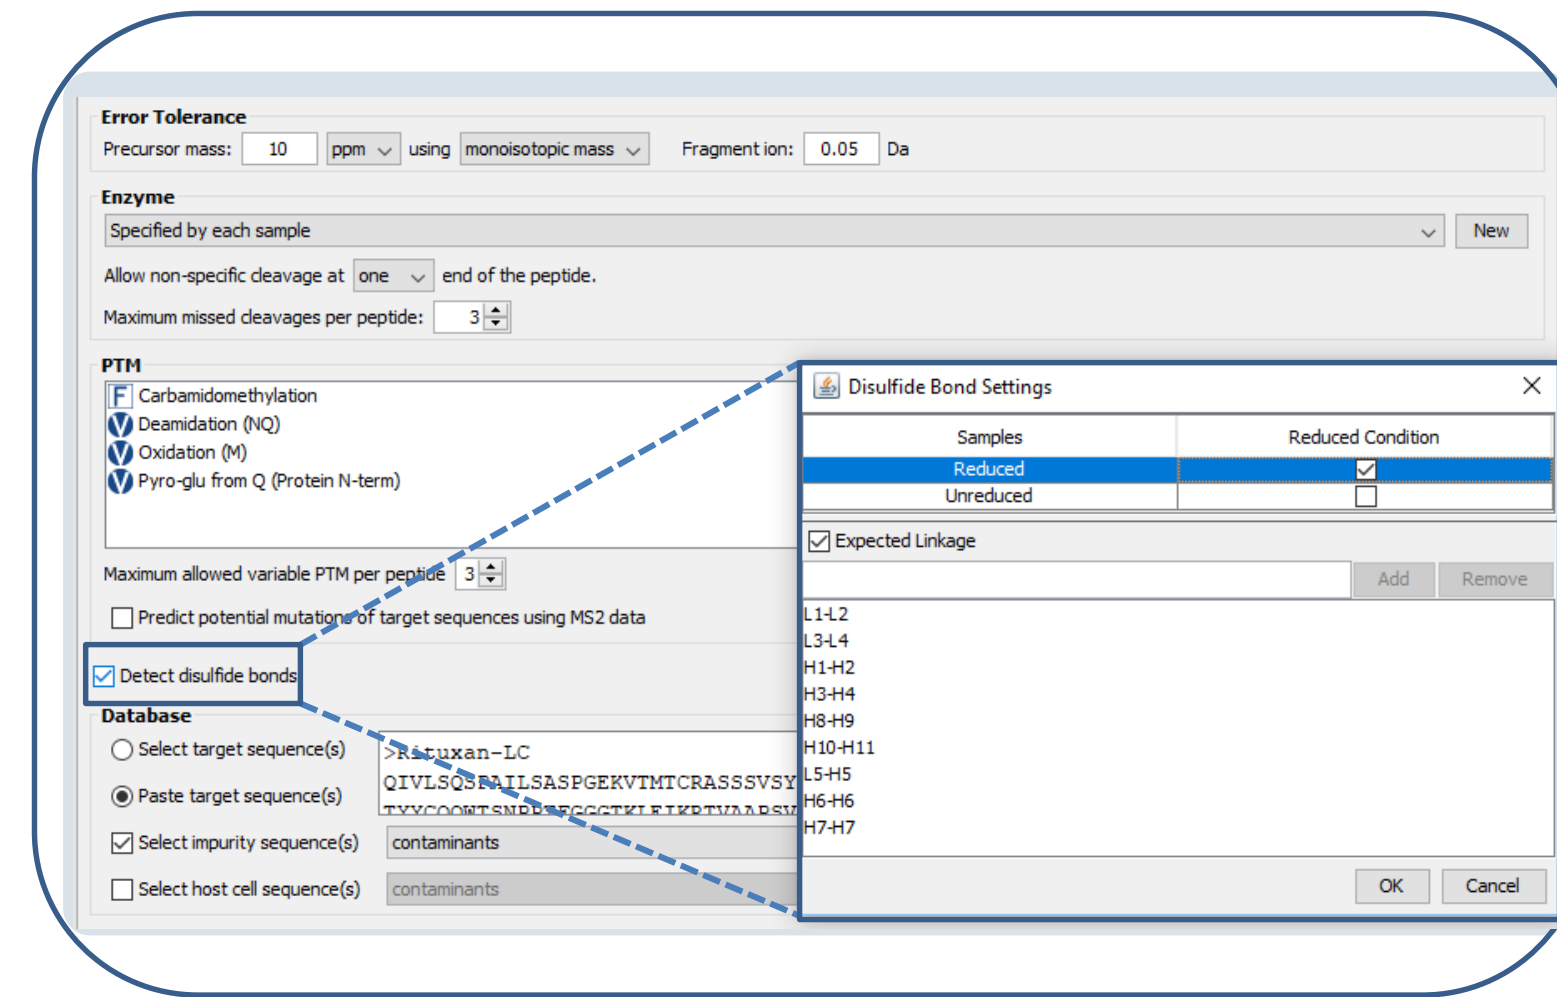 Error Tolerance
Precursor mass: 10 ppm using monoisotopic mass Fragment ion: 0.05 Da
Enzyme
Specified by each sample New
Allow non-specific cleavage at one end of the peptide.
Maximum missed cleavages per peptide: 3
PTM
F Carbamidomethylation
V Deamidation (NQ)
V Oxidation (M)
V Pyro-glu from Q (Protein N-term)
Maximum allowed variable PTM per peptide 3
Predict potential mutations of target sequences using MS2 data
Detect disulfide bonds
Database
Select target sequence(s)
>Rituxan-LC
QIVLSQSPAILSASPGEKVTMTCRASSSVSY
Paste target sequence(s)
TYYCQQWTSNPPTFGGGTKLEIKRTVAAPSV
Select impurity sequence(s) contaminants
Select host cell sequence(s) contaminants
Disulfide Bond Settings
Samples Reduced Condition
Reduced
Unreduced
Expected Linkage
Add Remove
L1-L2
L3-L4
H1-H2
H3-H4
H8-H9
H10-H11
L5-H5
H6-H6
H7-H7
OK Cancel